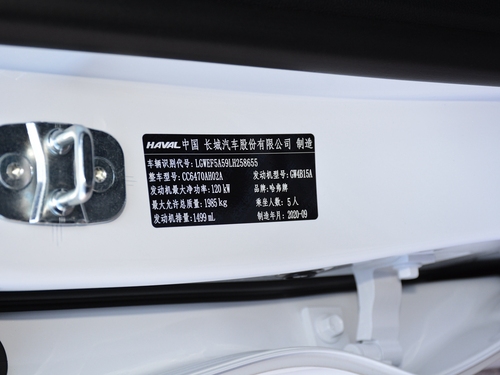 HAVAL 中国 长城汽车股份有限公司 制造
车辆识别代号: LGWEF5A59LH258655
整车型号: CC6470AH02A 发动机型号: GW4B15A
发动机最大净功率: 120 kW 品牌: 哈弗牌
最大允许总质量: 1985 kg 乘坐人数: 5 人
发动机排量: 1499 mL 制造年月: 2020-09